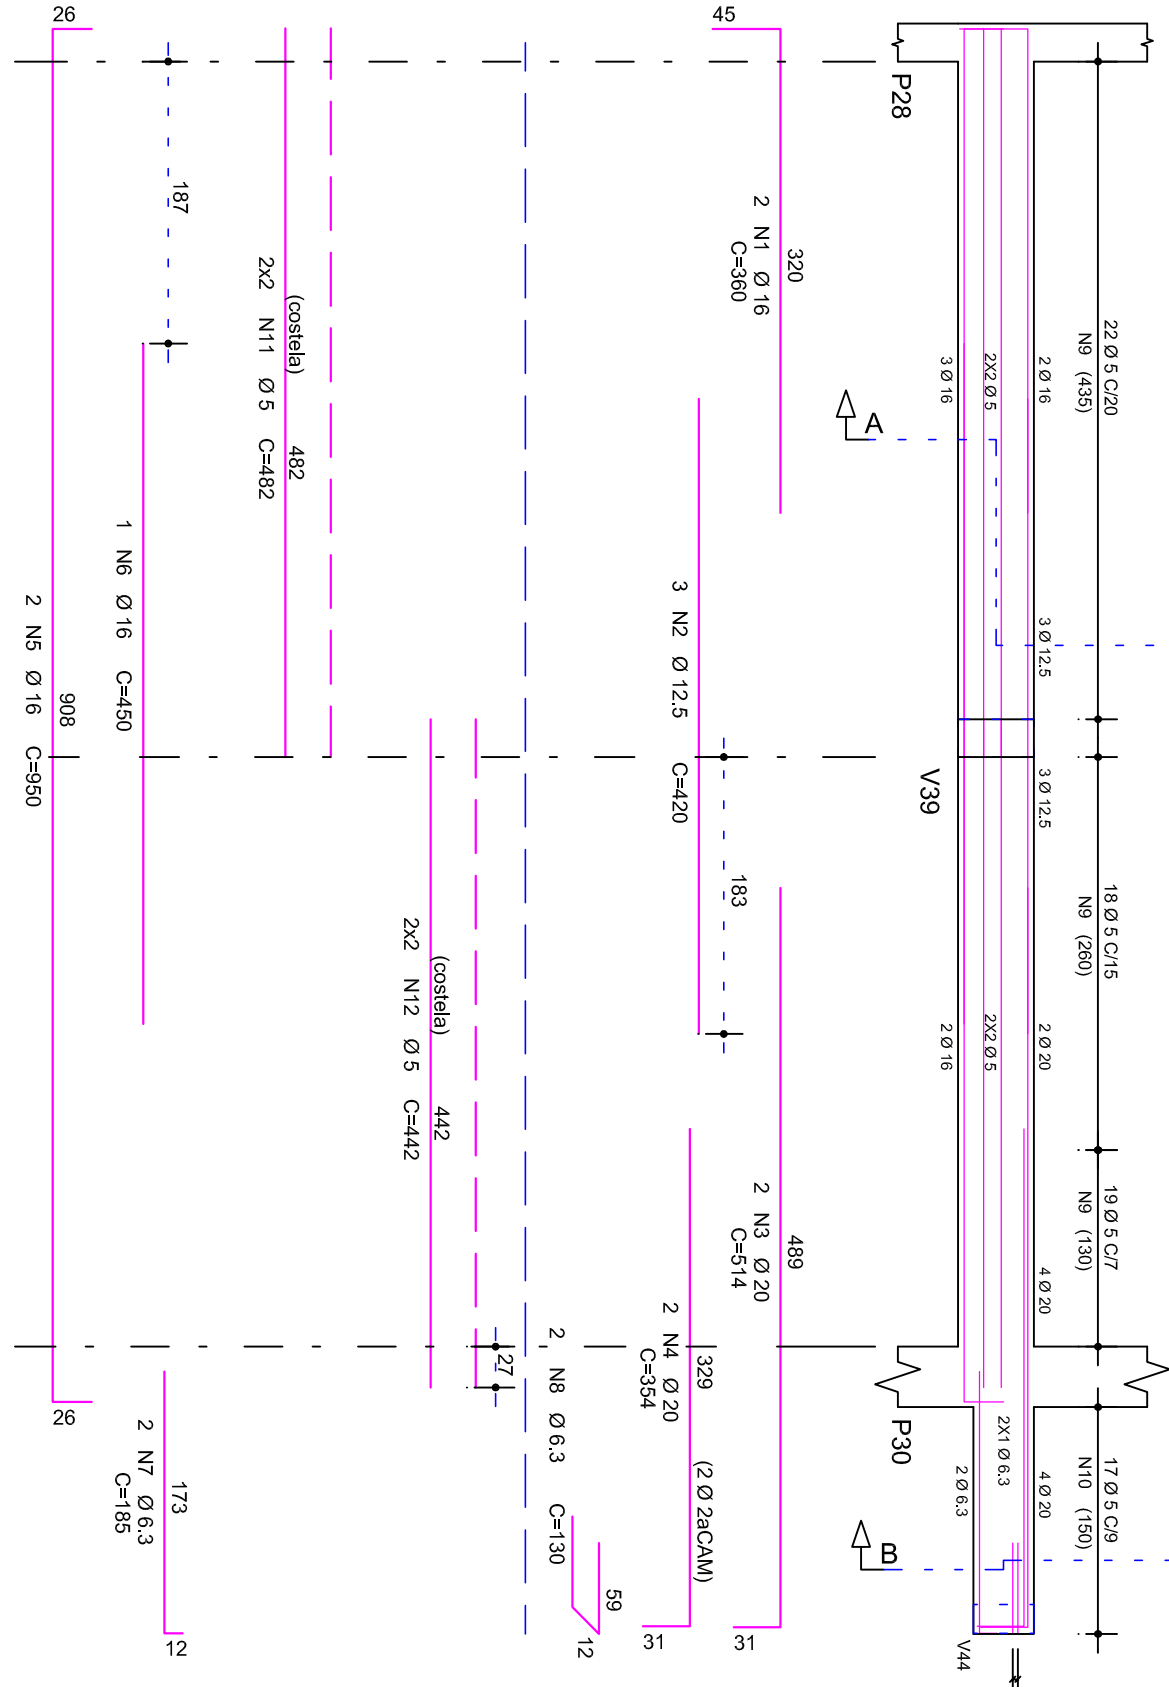 22 Ø 5 C/20
N9 (435)
18 Ø 5 C/15
N9 (260)
19 Ø 5 C/7
N9 (130)
17 Ø 5 C/9
N10 (150)
2 Ø 16
3 Ø 12.5
3 Ø 12.5
2 Ø 20
4 Ø 20
4 Ø 20
2X2 Ø 5
2X2 Ø 5
2X1 Ø 6.3
3 Ø 16
2 Ø 16
2 Ø 6.3
V44
P28
V39
P30
A
B
45
320
2 N1 Ø 16
C=360
489
2 N3 Ø 20
C=514
31
183
3 N2 Ø 12.5 C=420
329
(2 Ø 2aCAM)
2 N4 Ø 20
C=354
31
59
12
2 N8 Ø 6.3 C=130
27
(costela)
442
2x2 N12 Ø 5 C=442
(costela)
482
2x2 N11 Ø 5 C=482
187
1 N6 Ø 16 C=450
173
2 N7 Ø 6.3
C=185
12
26
908
2 N5 Ø 16 C=950
26